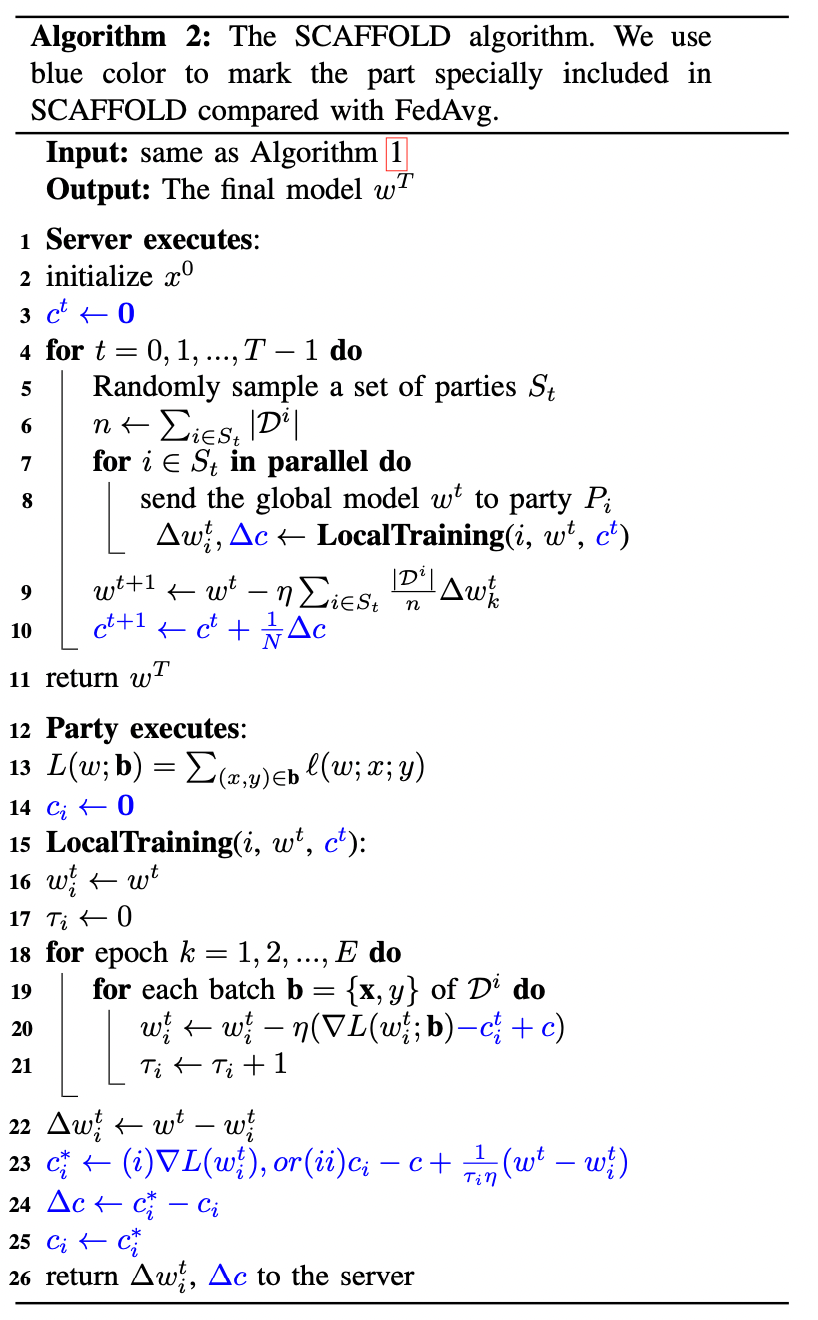 Algorithm 2: The SCAFFOLD algorithm. We use
blue color to mark the part specially included in
SCAFFOLD compared with FedAvg.
Input: same as Algorithm 1
Output: The final model $w^T$
1 Server executes:
2 initialize $x^0$
3 $c^t \leftarrow \mathbf{0}$
4 for $t = 0, 1, ..., T - 1$ do
5 Randomly sample a set of parties $S_t$
6 $n \leftarrow \sum_{i \in S_t} |\mathcal{D}^i|$
7 for $i \in S_t$ in parallel do
8 send the global model $w^t$ to party $P_i$
$\Delta w_i^t, \Delta c \leftarrow$ LocalTraining($i$, $w^t$, $c^t$)
9 $w^{t+1} \leftarrow w^t - \eta \sum_{i \in S_t} \frac{|\mathcal{D}^i|}{n} \Delta w_k^t$
10 $c^{t+1} \leftarrow c^t + \frac{1}{N} \Delta c$
11 return $w^T$
12 Party executes:
13 $L(w; \mathbf{b}) = \sum_{(x,y) \in \mathbf{b}} \ell(w; x; y)$
14 $c_i \leftarrow \mathbf{0}$
15 LocalTraining($i$, $w^t$, $c^t$):
16 $w_i^t \leftarrow w^t$
17 $\tau_i \leftarrow 0$
18 for epoch $k = 1, 2, ..., E$ do
19 for each batch $\mathbf{b} = \{\mathbf{x}, y\}$ of $\mathcal{D}^i$ do
20 $w_i^t \leftarrow w_i^t - \eta(\nabla L(w_i^t; \mathbf{b}) - c_i^t + c)$
21 $\tau_i \leftarrow \tau_i + 1$
22 $\Delta w_i^t \leftarrow w^t - w_i^t$
23 $c_i^* \leftarrow (i) \nabla L(w_i^t), or (ii) c_i - c + \frac{1}{\tau_i \eta}(w^t - w_i^t)$
24 $\Delta c \leftarrow c_i^* - c_i$
25 $c_i \leftarrow c_i^*$
26 return $\Delta w_i^t$, $\Delta c$ to the server